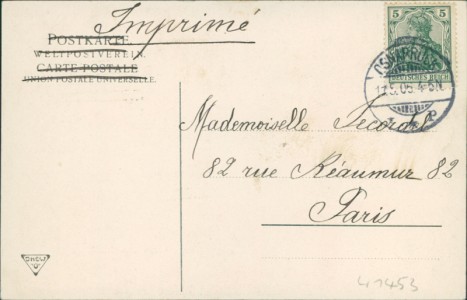 Imprimé
POSTKARTE.
WELTPOSTVEREIN.
CARTE POSTALE
UNION POSTALE UNIVERSELLE.
5 5
DEUTSCHES REICH
OSNABRÜCK
Mademoiselle
82 rue Réaumur 82
Paris
41453